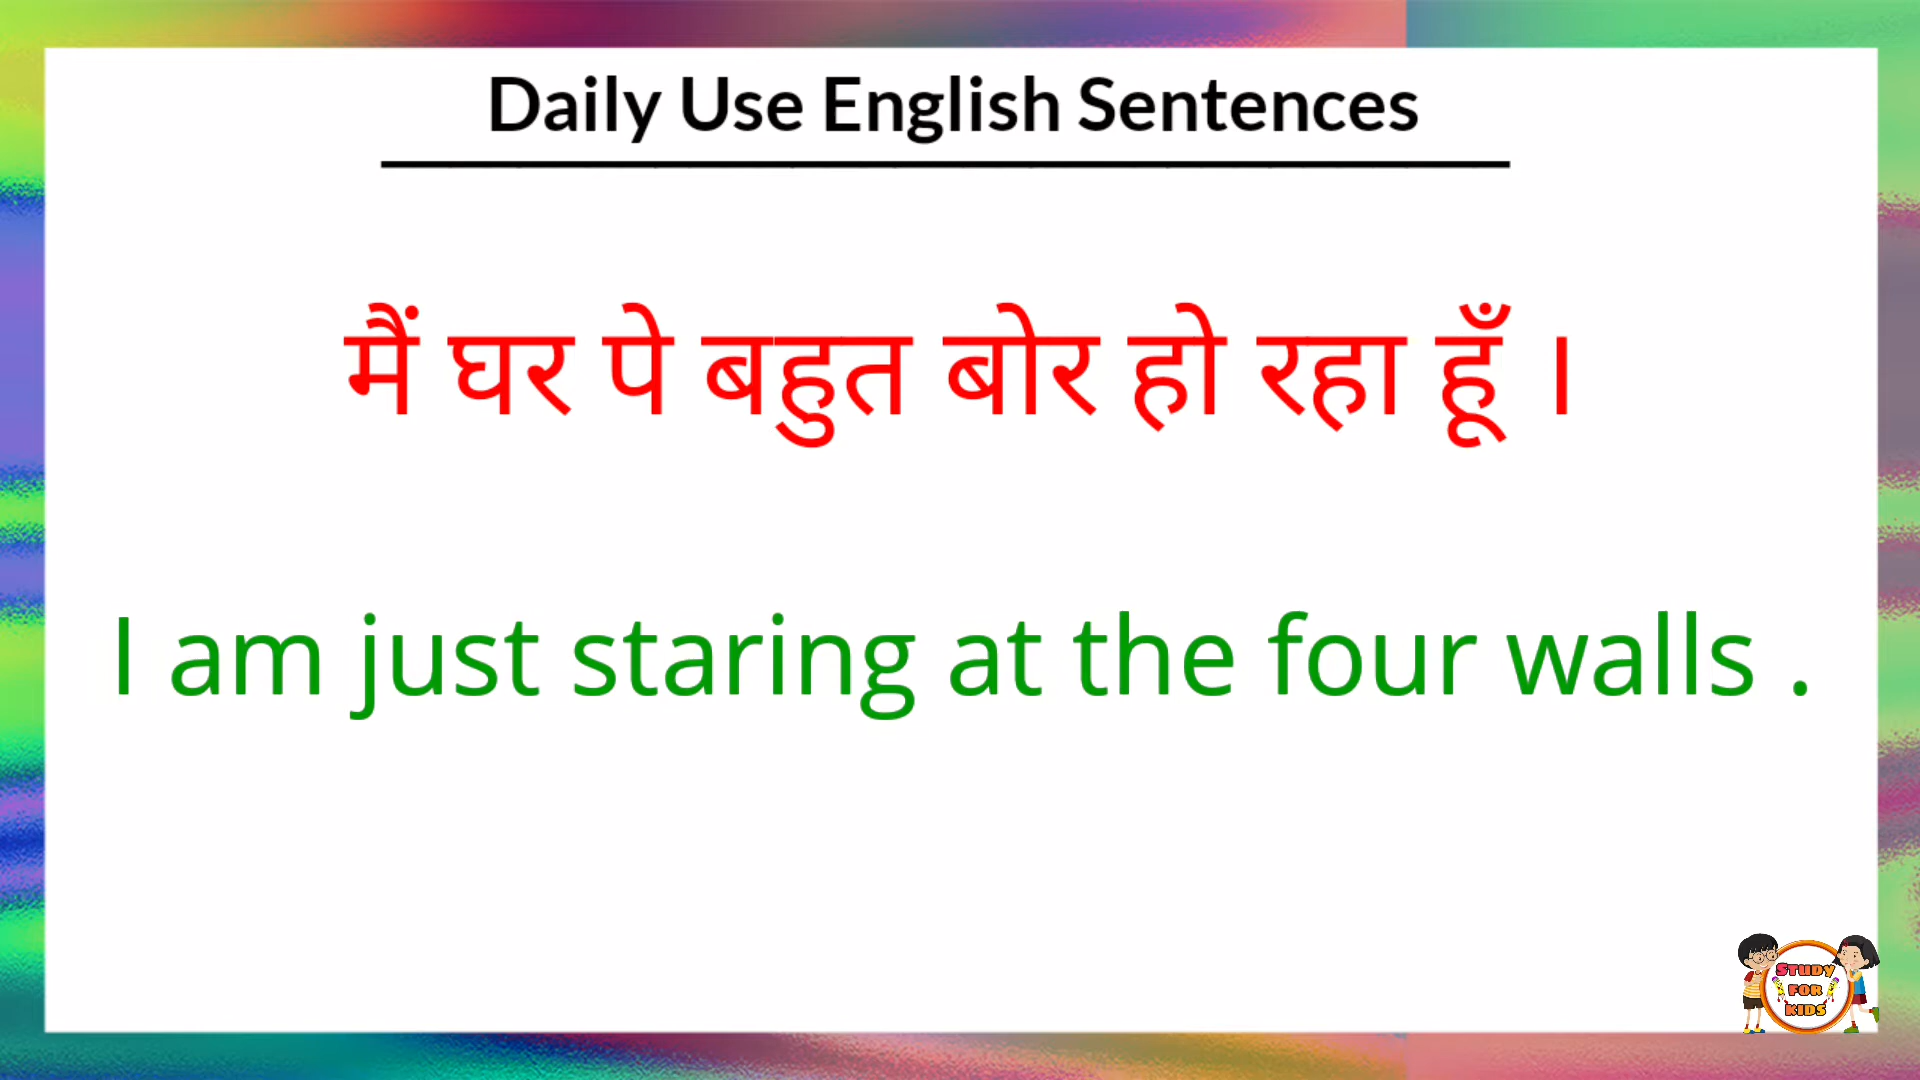 Daily Use English Sentences
मैं घर पे बहुत बोर हो रहा हूँ ।
I am just staring at the four walls .
STUDY
FOR
KIDS